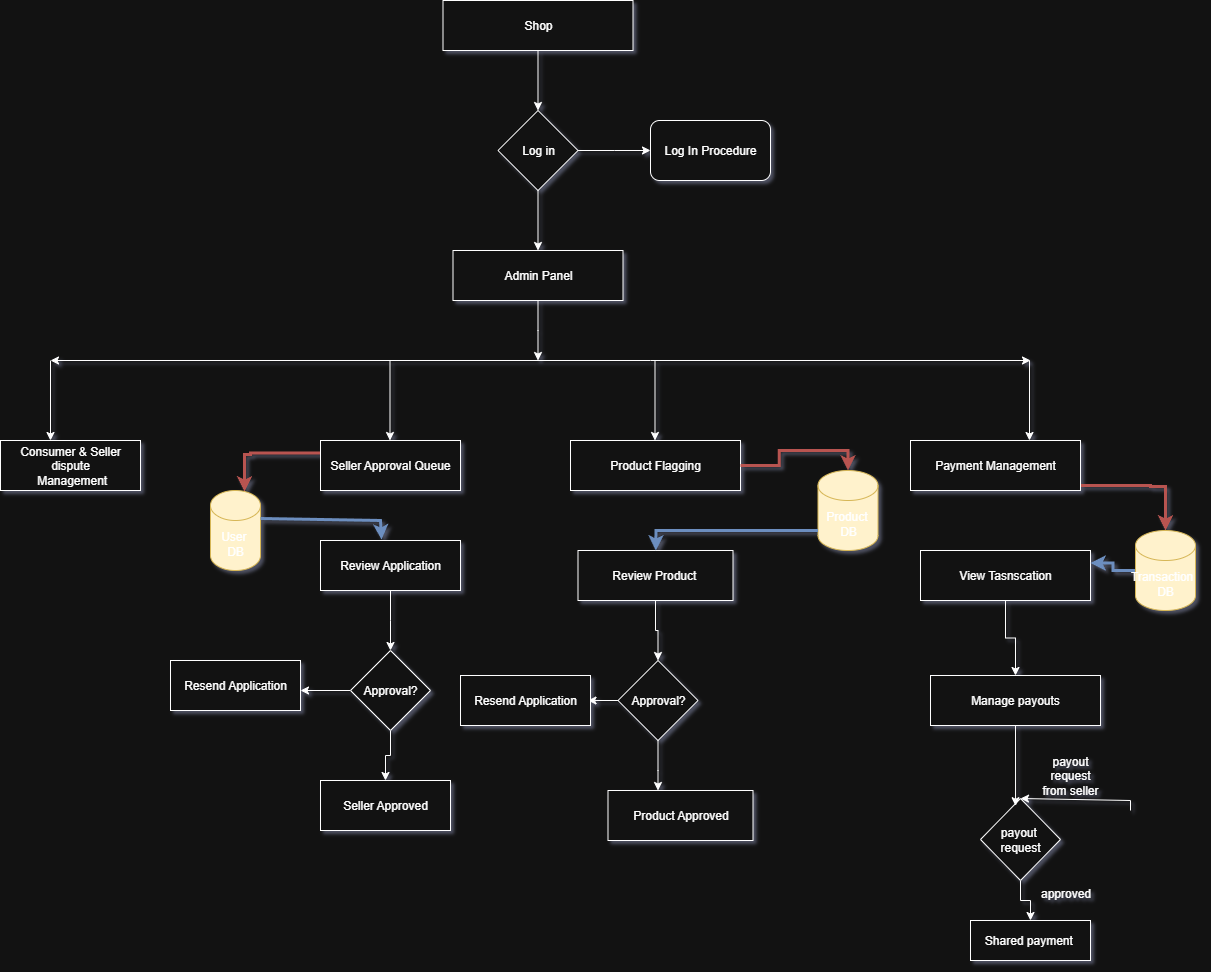 Shop
Log in
Log In Procedure
Admin Panel
Consumer & Seller
dispute
Management
Seller Approval Queue
Product Flagging
Payment Management
User
DB
Product
DB
Transaction
DB
Review Application
Review Product
View Tasnscation
Resend Application
Approval?
Resend Application
Approval?
Manage payouts
payout
request
from seller
Seller Approved
Product Approved
payout
request
approved
Shared payment